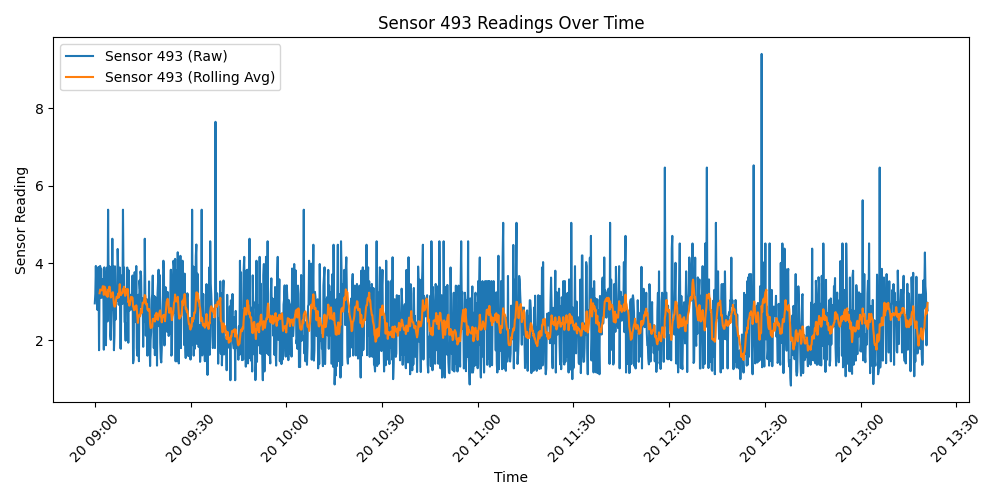 Sensor 493 Readings Over Time
Sensor 493 (Raw)
Sensor 493 (Rolling Avg)
Sensor Reading
8
6
4
2
20 09:00
20 09:30
20 10:00
20 10:30
20 11:00
20 11:30
20 12:00
20 12:30
20 13:00
20 13:30
Time